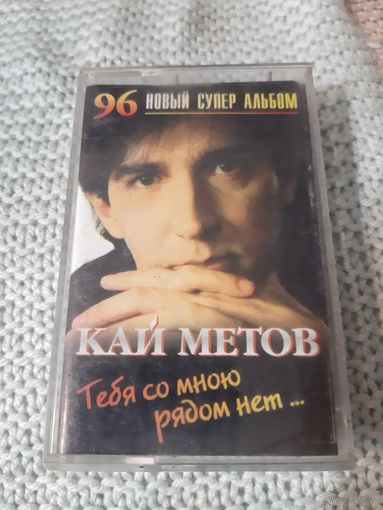 96 НОВЫЙ СУПЕР АЛЬБОМ
КАЙ МЕТОВ
Тебя со мною
рядом нет ...